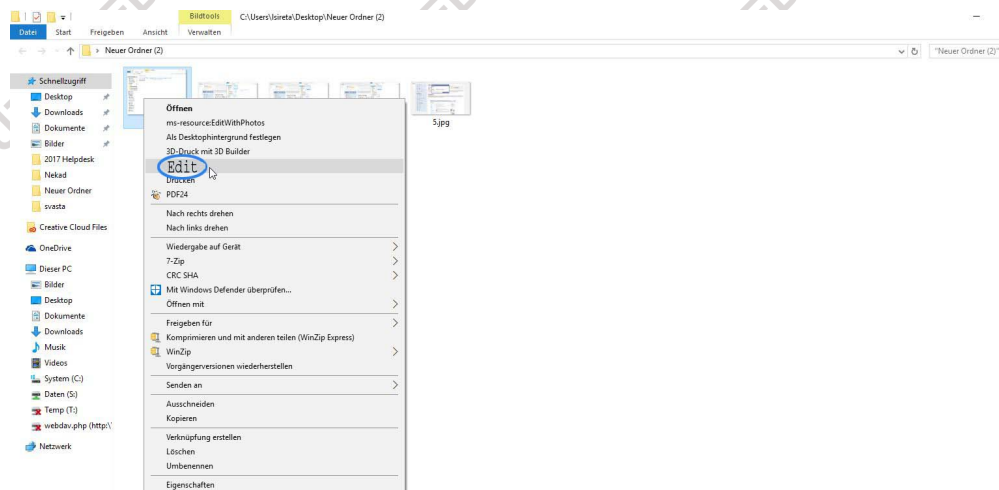 Bildtools C:\Users\Isireta\Desktop\Neuer Ordner (2)
Datei Start Freigeben Ansicht Verwalten
Neuer Ordner (2) "Neuer Ordner (2)"
Schnellzugriff
Desktop
Downloads
Dokumente
Bilder
2017 Helpdesk
Nekad
Neuer Ordner
svasta
Creative Cloud Files
OneDrive
Dieser PC
Bilder
Desktop
Dokumente
Downloads
Musik
Videos
System (C:)
Daten (S:)
Temp (T:)
webdav.php (http:\\
Netzwerk
5.jpg
Öffnen
ms-resource:EditWithPhotos
Als Desktophintergrund festlegen
3D-Druck mit 3D Builder
Edit
Drucken
PDF24
Nach rechts drehen
Nach links drehen
Wiedergabe auf Gerät
7-Zip
CRC SHA
Mit Windows Defender überprüfen...
Öffnen mit
Freigeben für
Komprimieren und mit anderen teilen (WinZip Express)
WinZip
Vorgängerversionen wiederherstellen
Senden an
Ausschneiden
Kopieren
Verknüpfung erstellen
Löschen
Umbenennen
Eigenschaften